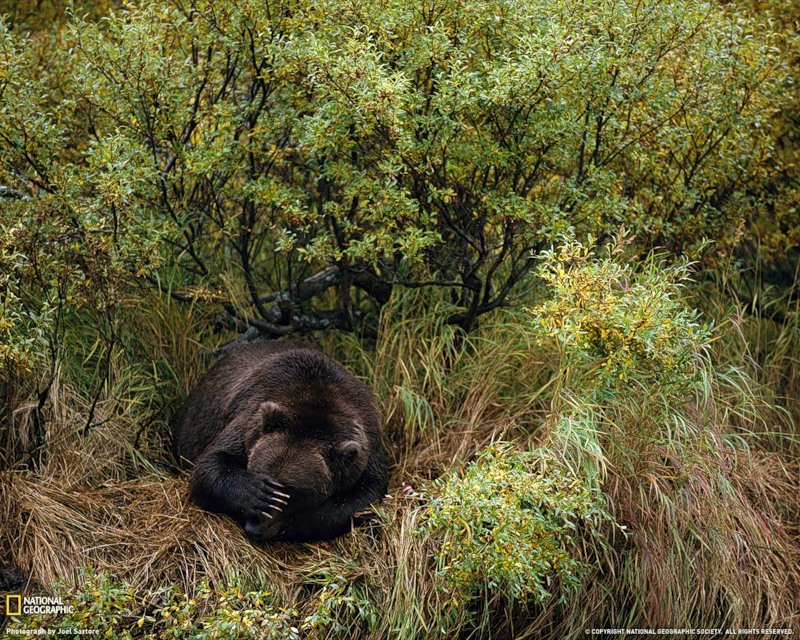 NATIONAL
GEOGRAPHIC
Photograph by Joel Sartore
© COPYRIGHT NATIONAL GEOGRAPHIC SOCIETY. ALL RIGHTS RESERVED.